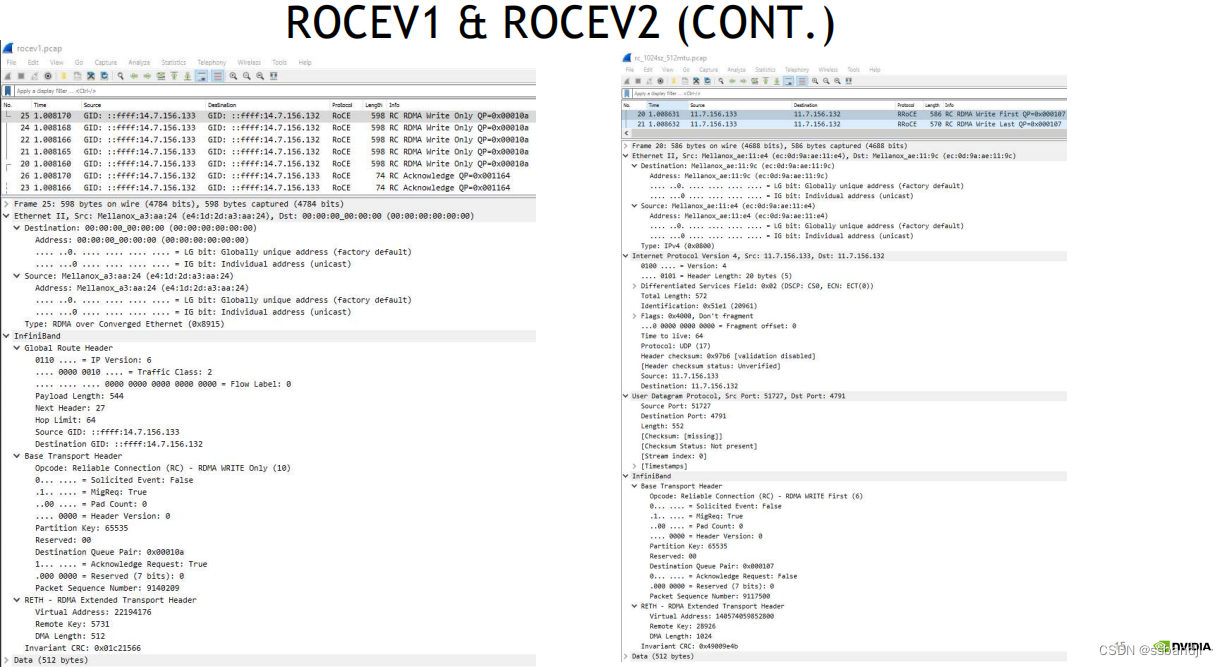 ROCEV1 & ROCEV2 (CONT.)
rocev1.pcap
File Edit View Go Capture Analyze Statistics Telephony Wireless Tools Help
Apply a display filter ... <Ctrl-/>
No. Time Source Destination Protocol Length Info
25 1.008170 GID: ::ffff:14.7.156.133 GID: ::ffff:14.7.156.132 RoCE 598 RC RDMA Write Only QP=0x00010a
24 1.008168 GID: ::ffff:14.7.156.133 GID: ::ffff:14.7.156.132 RoCE 598 RC RDMA Write Only QP=0x00010a
22 1.008166 GID: ::ffff:14.7.156.133 GID: ::ffff:14.7.156.132 RoCE 598 RC RDMA Write Only QP=0x00010a
21 1.008165 GID: ::ffff:14.7.156.133 GID: ::ffff:14.7.156.132 RoCE 598 RC RDMA Write Only QP=0x00010a
20 1.008160 GID: ::ffff:14.7.156.133 GID: ::ffff:14.7.156.132 RoCE 598 RC RDMA Write Only QP=0x00010a
26 1.008170 GID: ::ffff:14.7.156.132 GID: ::ffff:14.7.156.133 RoCE 74 RC Acknowledge QP=0x001164
23 1.008166 GID: ::ffff:14.7.156.132 GID: ::ffff:14.7.156.133 RoCE 74 RC Acknowledge QP=0x001164
Frame 25: 598 bytes on wire (4784 bits), 598 bytes captured (4784 bits)
Ethernet II, Src: Mellanox_a3:aa:24 (e4:1d:2d:a3:aa:24), Dst: 00:00:00_00:00:00 (00:00:00:00:00:00)
Destination: 00:00:00_00:00:00 (00:00:00:00:00:00)
Address: 00:00:00_00:00:00 (00:00:00:00:00:00)
.... ..0. .... .... .... .... = LG bit: Globally unique address (factory default)
.... ...0 .... .... .... .... = IG bit: Individual address (unicast)
Source: Mellanox_a3:aa:24 (e4:1d:2d:a3:aa:24)
Address: Mellanox_a3:aa:24 (e4:1d:2d:a3:aa:24)
.... ..0. .... .... .... .... = LG bit: Globally unique address (factory default)
.... ...0 .... .... .... .... = IG bit: Individual address (unicast)
Type: RDMA over Converged Ethernet (0x8915)
InfiniBand
Global Route Header
0110 .... = IP Version: 6
.... 0000 0010 .... = Traffic Class: 2
.... .... .... 0000 0000 0000 0000 0000 = Flow Label: 0
Payload Length: 544
Next Header: 27
Hop Limit: 64
Source GID: ::ffff:14.7.156.133
Destination GID: ::ffff:14.7.156.132
Base Transport Header
Opcode: Reliable Connection (RC) - RDMA WRITE Only (10)
0... .... = Solicited Event: False
.1.. .... = MigReq: True
..00 .... = Pad Count: 0
.... 0000 = Header Version: 0
Partition Key: 65535
Reserved: 00
Destination Queue Pair: 0x00010a
1... .... = Acknowledge Request: True
.000 0000 = Reserved (7 bits): 0
Packet Sequence Number: 9140209
RETH - RDMA Extended Transport Header
Virtual Address: 22194176
Remote Key: 5731
DMA Length: 512
Invariant CRC: 0x01c21566
Data (512 bytes)
rc_1024sz_512mtu.pcap
File Edit View Go Capture Analyze Statistics Telephony Wireless Tools Help
Apply a display filter ... <Ctrl-/>
No. Time Source Destination Protocol Length Info
20 1.008631 11.7.156.133 11.7.156.132 RRoCE 586 RC RDMA Write First QP=0x000107
21 1.008632 11.7.156.133 11.7.156.132 RRoCE 570 RC RDMA Write Last QP=0x000107
Frame 20: 586 bytes on wire (4688 bits), 586 bytes captured (4688 bits)
Ethernet II, Src: Mellanox_ae:11:e4 (ec:0d:9a:ae:11:e4), Dst: Mellanox_ae:11:9c (ec:0d:9a:ae:11:9c)
Destination: Mellanox_ae:11:9c (ec:0d:9a:ae:11:9c)
Address: Mellanox_ae:11:9c (ec:0d:9a:ae:11:9c)
.... ..0. .... .... .... .... = LG bit: Globally unique address (factory default)
.... ...0 .... .... .... .... = IG bit: Individual address (unicast)
Source: Mellanox_ae:11:e4 (ec:0d:9a:ae:11:e4)
Address: Mellanox_ae:11:e4 (ec:0d:9a:ae:11:e4)
.... ..0. .... .... .... .... = LG bit: Globally unique address (factory default)
.... ...0 .... .... .... .... = IG bit: Individual address (unicast)
Type: IPv4 (0x0800)
Internet Protocol Version 4, Src: 11.7.156.133, Dst: 11.7.156.132
0100 .... = Version: 4
.... 0101 = Header Length: 20 bytes (5)
Differentiated Services Field: 0x02 (DSCP: CS0, ECN: ECT(0))
Total Length: 572
Identification: 0x51e1 (20961)
Flags: 0x4000, Don't fragment
...0 0000 0000 0000 = Fragment offset: 0
Time to live: 64
Protocol: UDP (17)
Header checksum: 0x97b6 [validation disabled]
[Header checksum status: Unverified]
Source: 11.7.156.133
Destination: 11.7.156.132
User Datagram Protocol, Src Port: 51727, Dst Port: 4791
Source Port: 51727
Destination Port: 4791
Length: 552
[Checksum: [missing]]
[Checksum Status: Not present]
[Stream index: 0]
[Timestamps]
InfiniBand
Base Transport Header
Opcode: Reliable Connection (RC) - RDMA WRITE First (6)
0... .... = Solicited Event: False
.1.. .... = MigReq: True
..00 .... = Pad Count: 0
.... 0000 = Header Version: 0
Partition Key: 65535
Reserved: 00
Destination Queue Pair: 0x000107
0... .... = Acknowledge Request: False
.000 0000 = Reserved (7 bits): 0
Packet Sequence Number: 9117500
RETH - RDMA Extended Transport Header
Virtual Address: 140574059852800
Remote Key: 28926
DMA Length: 1024
Invariant CRC: 0x49009e4b
Data (512 bytes)
15
NVIDIA.
CSDN @ssbandjl